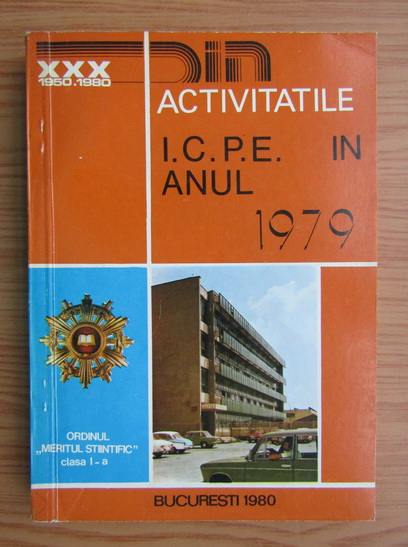 XXX
1950.1980
din
ACTIVITATILE
I.C.P.E. IN
ANUL
1979
ORDINUL
„MERITUL STIINTIFIC"
clasa I-a
BUCURESTI 1980